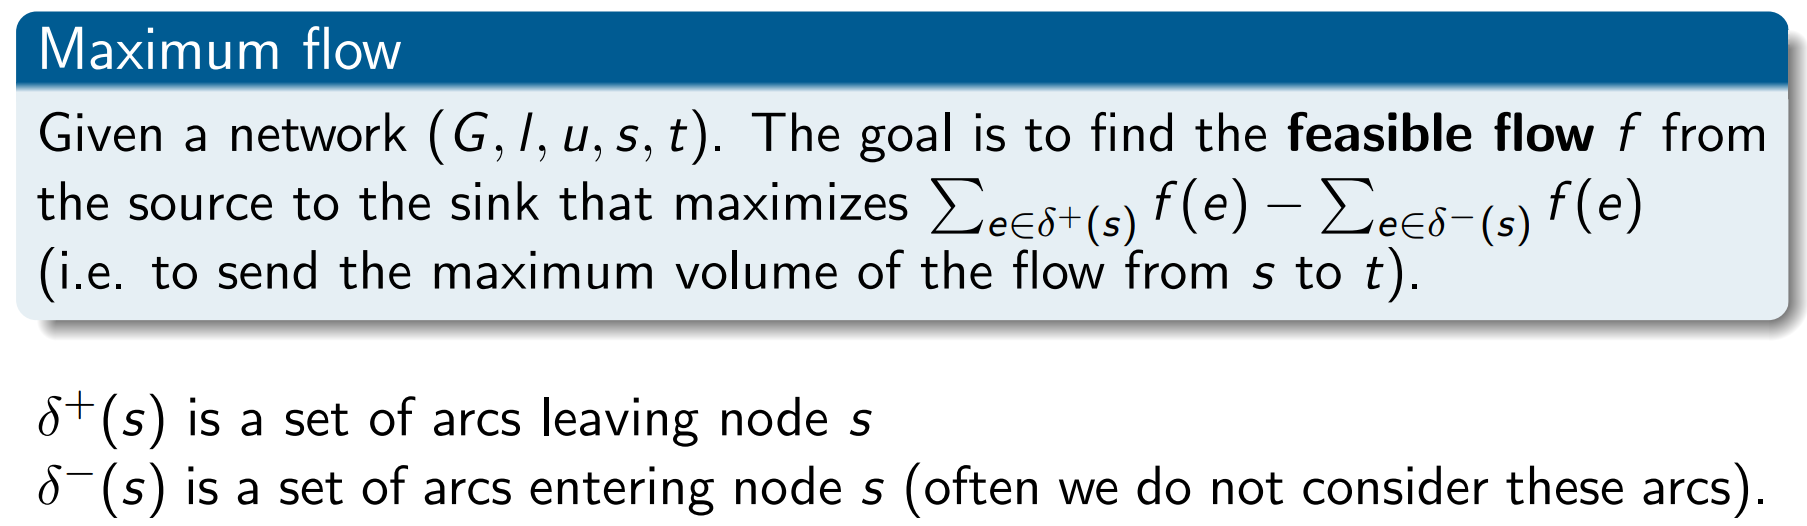 Maximum flow
Given a network (G, l, u, s, t). The goal is to find the feasible flow f from
the source to the sink that maximizes ∑e∈δ⁺(s) f(e) − ∑e∈δ⁻(s) f(e)
(i.e. to send the maximum volume of the flow from s to t).
δ⁺(s) is a set of arcs leaving node s
δ⁻(s) is a set of arcs entering node s (often we do not consider these arcs).